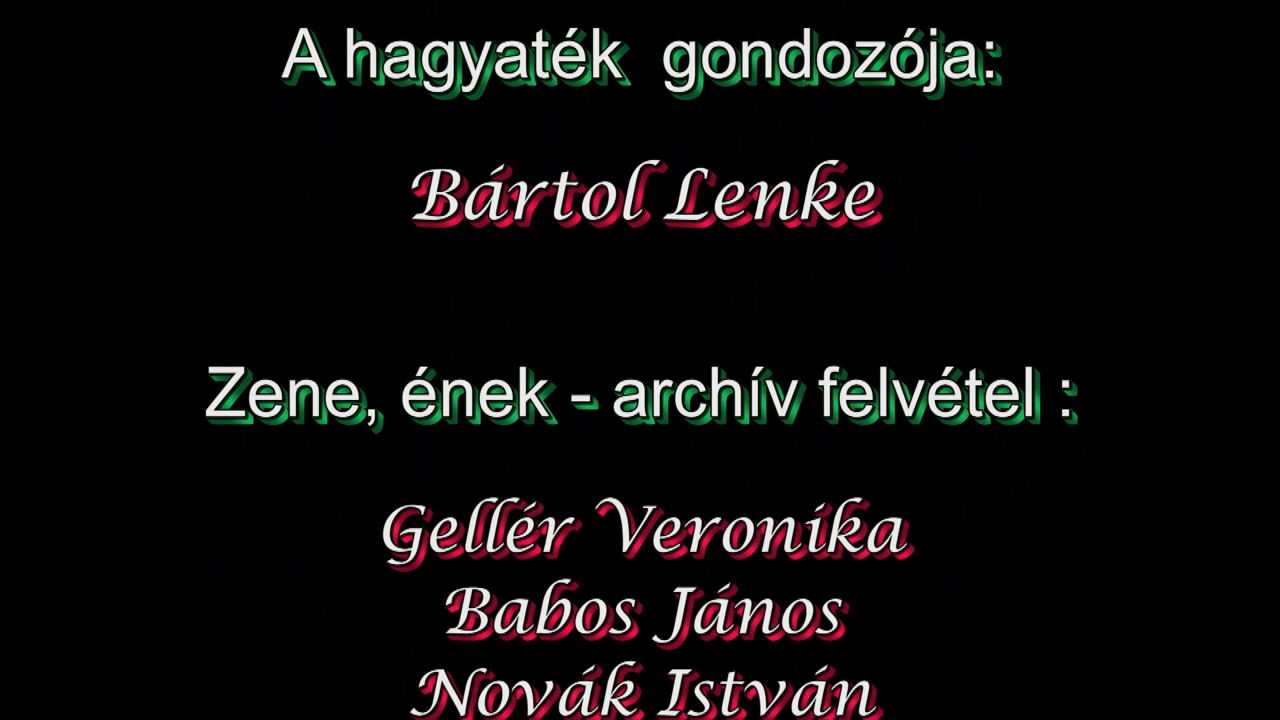 A hagyaték gondozója:
Bártol Lenke
Zene, ének - archív felvétel :
Gellér Veronika
Babos János
Novák István